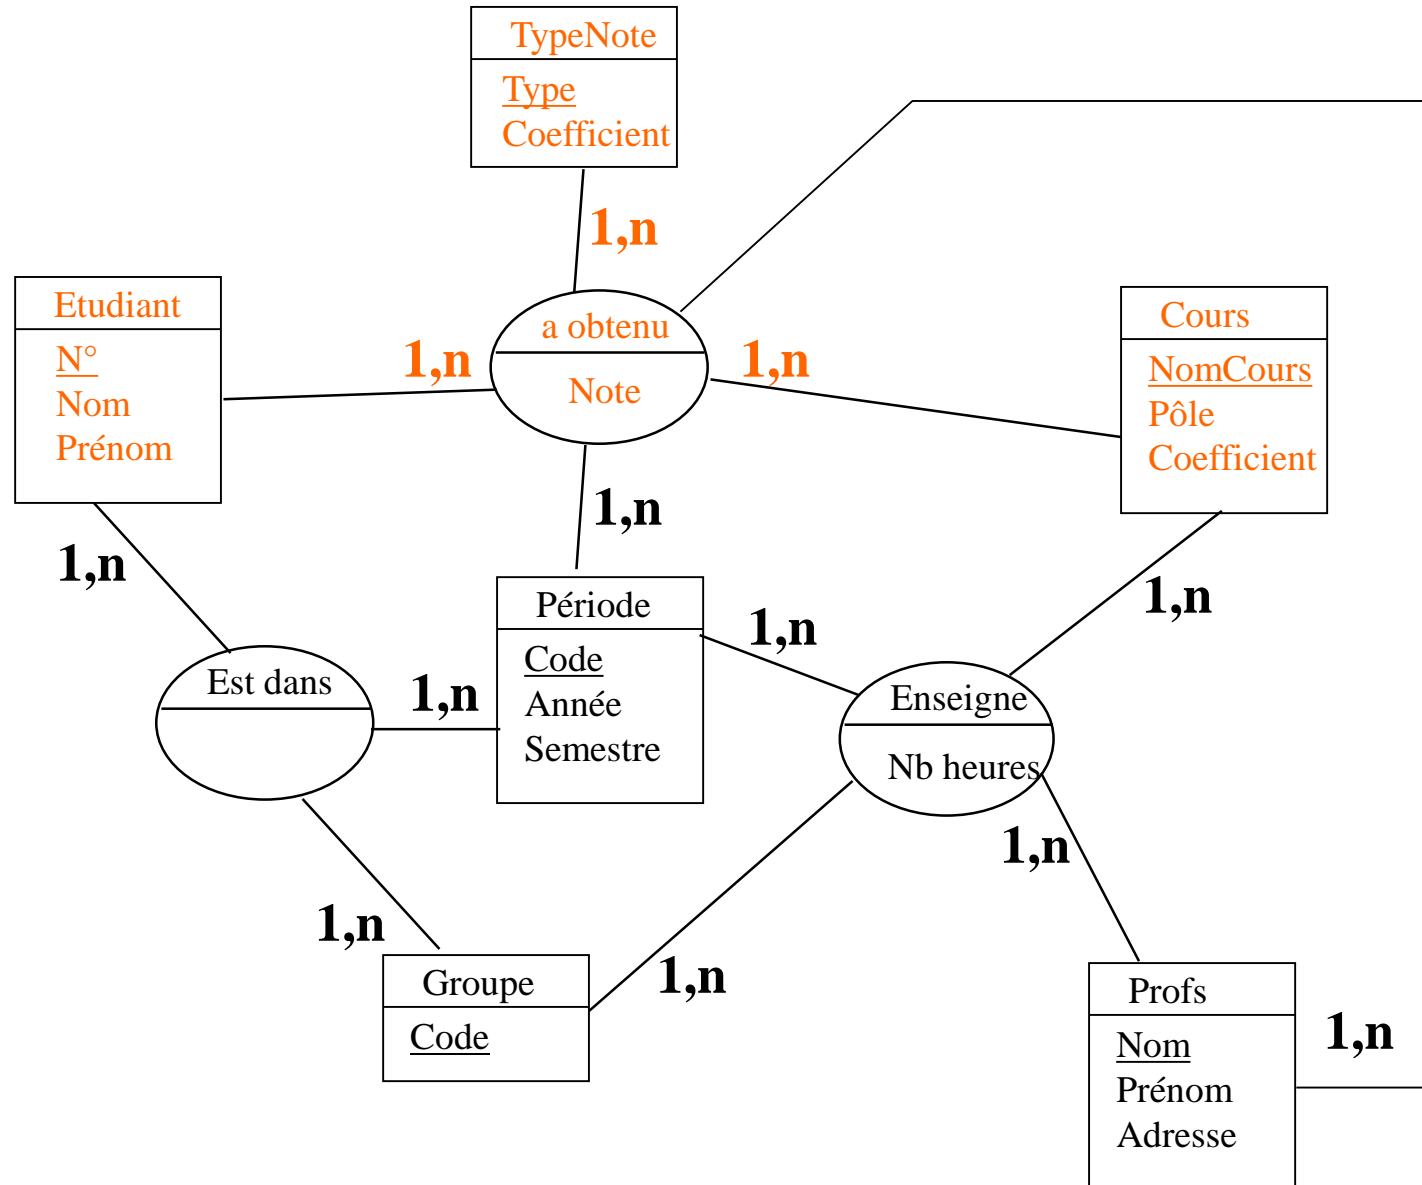 TypeNote
Type
Coefficient
1,n
Etudiant
N°
Nom
Prénom
1,n
a obtenu
Note
1,n
Cours
NomCours
Pôle
Coefficient
1,n
1,n
1,n
Période
Code
Année
Semestre
1,n
Est dans
1,n
Enseigne
Nb heures
1,n
1,n
1,n
Groupe
Code
Profs
Nom
Prénom
Adresse
1,n